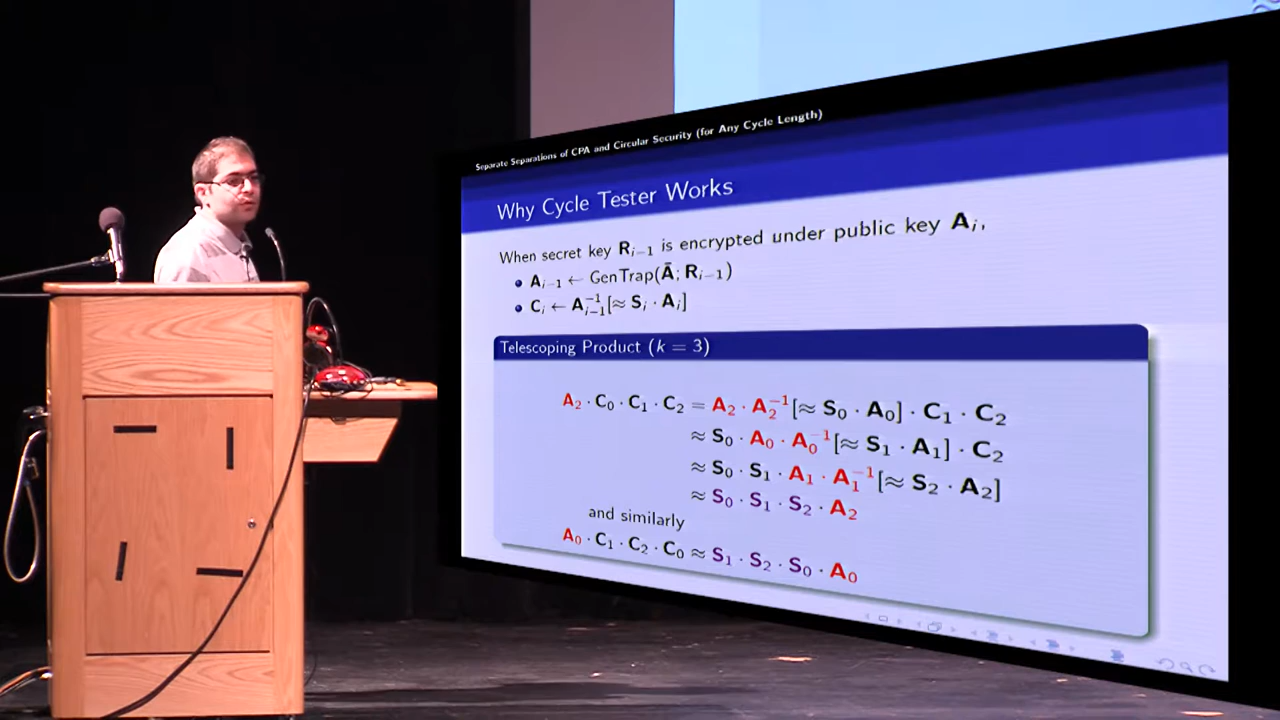 Separate Separations of CPA and Circular Security (for Any Cycle Length)
Why Cycle Tester Works
When secret key R_{i−1} is encrypted under public key A_i,
• A_{i−1} ← GenTrap(Ā; R_{i−1})
• C_i ← A_{i−1}^{−1}[≈ S_i · A_i]
Telescoping Product (k = 3)
A_2 · C_0 · C_1 · C_2 = A_2 · A_2^{−1}[≈ S_0 · A_0] · C_1 · C_2
≈ S_0 · A_0 · A_0^{−1}[≈ S_1 · A_1] · C_2
≈ S_0 · S_1 · A_1 · A_1^{−1}[≈ S_2 · A_2]
≈ S_0 · S_1 · S_2 · A_2
and similarly
A_0 · C_1 · C_2 · C_0 ≈ S_1 · S_2 · S_0 · A_0